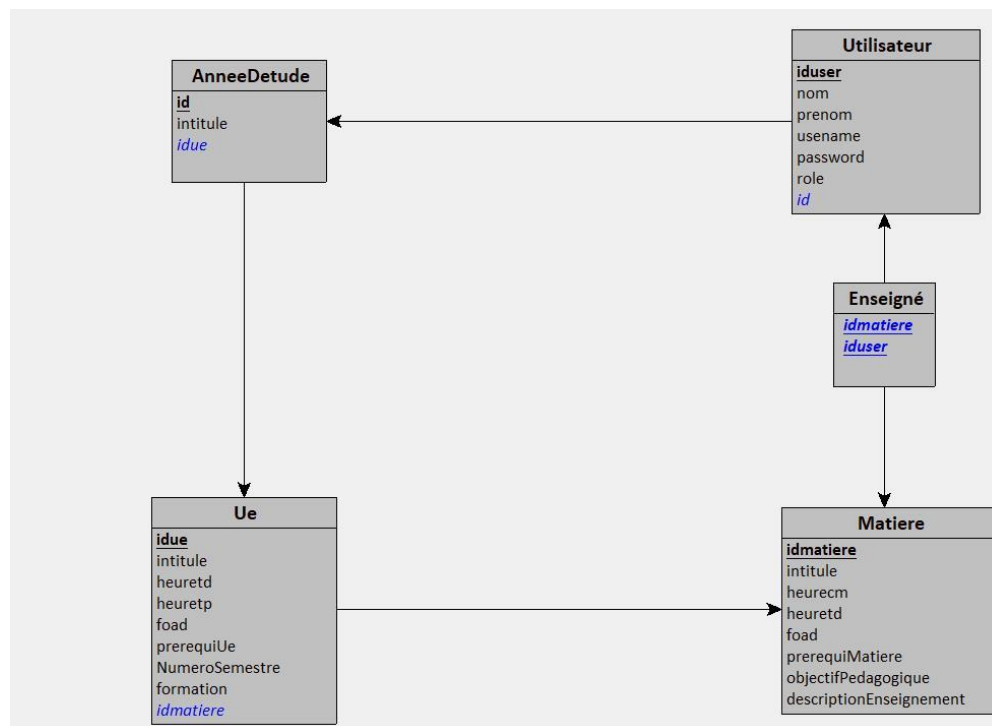 AnneeDetude
id
intitule
idue
Utilisateur
iduser
nom
prenom
usename
password
role
id
Enseigné
idmatiere
iduser
Ue
idue
intitule
heuretd
heuretp
foad
prerequiUe
NumeroSemestre
formation
idmatiere
Matiere
idmatiere
intitule
heurecm
heuretd
foad
prerequiMatiere
objectifPedagogique
descriptionEnseignement